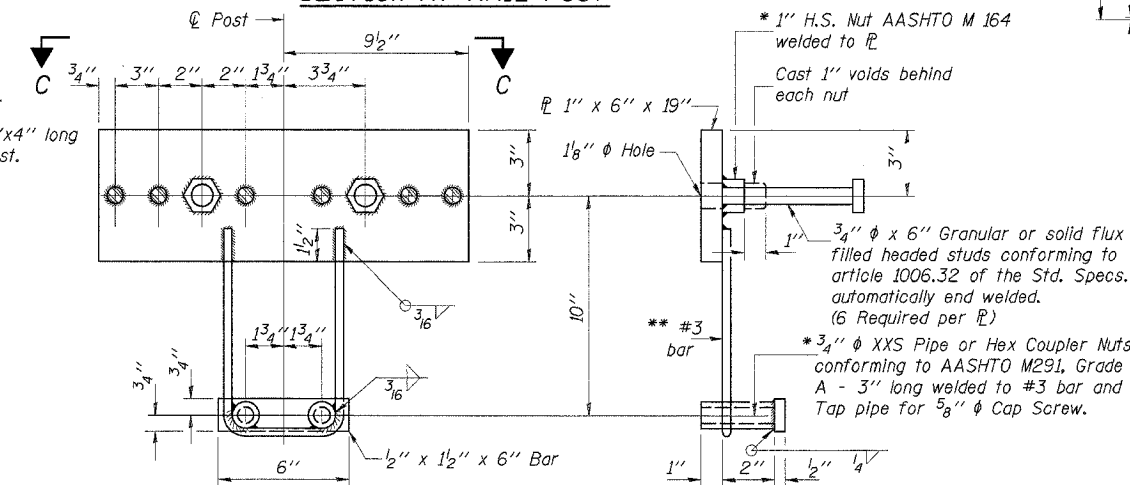 ℄ Post
9½"
C
C
¾"
3"
2"
2"
1¾"
3¾"
"x4" long
st.
3"
3"
1½"
3/16
1¾"
1¾"
¾"
¾"
3/16
6"
½" x 1½" x 6" Bar
10"
* 1" H.S. Nut AASHTO M 164
welded to ℙ
Cast 1" voids behind
each nut
ℙ 1" x 6" x 19"
1⅛" ϕ Hole
3"
1"
¾" ϕ x 6" Granular or solid flux
filled headed studs conforming to
article 1006.32 of the Std. Specs.
automatically end welded.
(6 Required per ℙ)
** #3
bar
* ¾" ϕ XXS Pipe or Hex Coupler Nuts
conforming to AASHTO M291, Grade
A - 3" long welded to #3 bar and
Tap pipe for ⅝" ϕ Cap Screw.
1"
2"
½"
¼